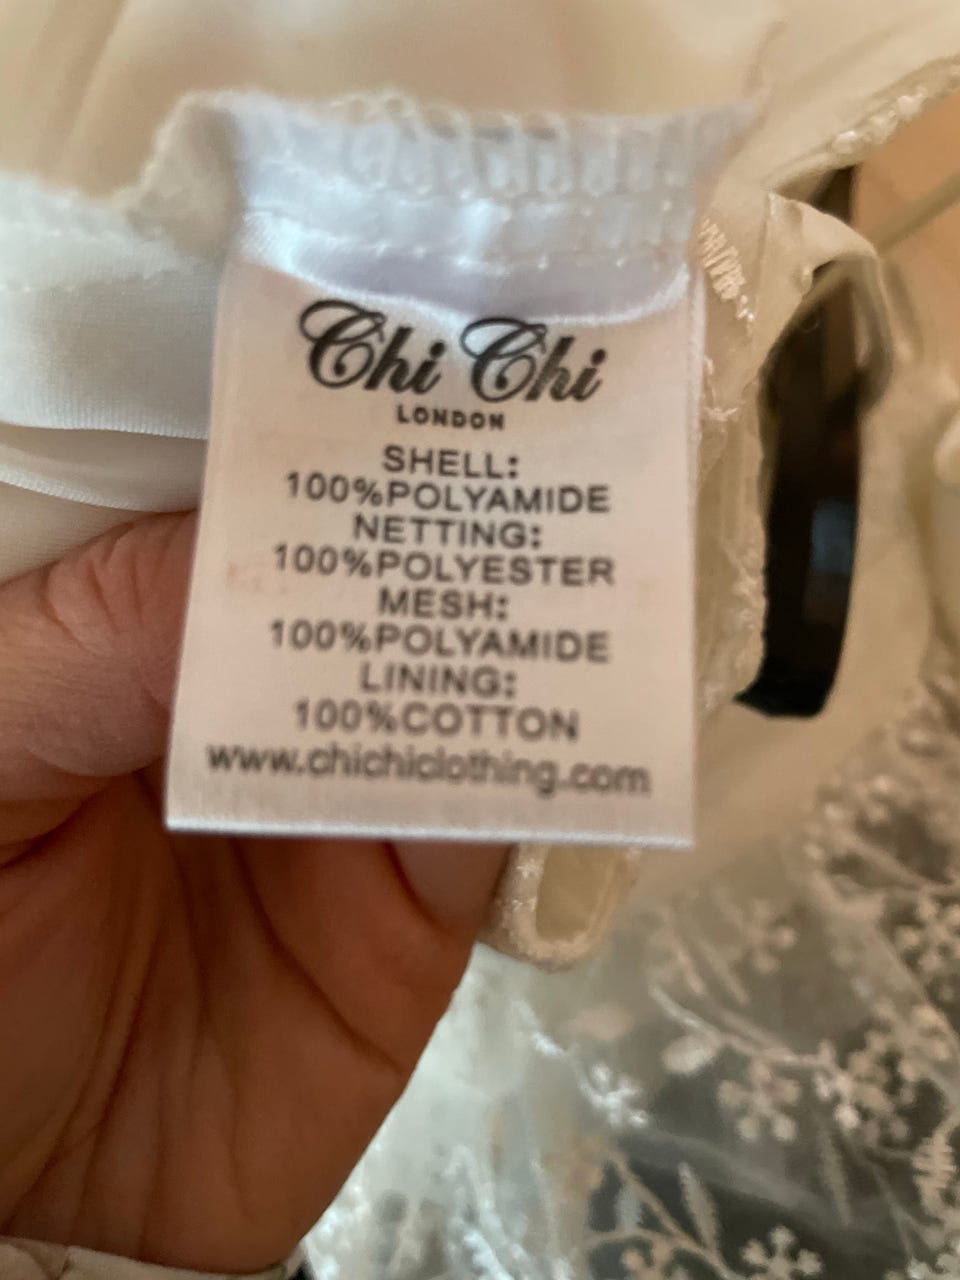 Chi Chi
LONDON
SHELL:
100%POLYAMIDE
NETTING:
100%POLYESTER
MESH:
100%POLYAMIDE
LINING:
100%COTTON
www.chichiclothing.com